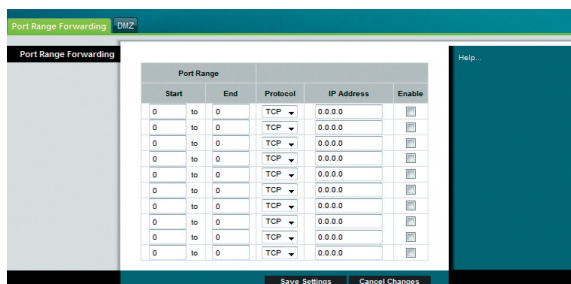 Port Range Forwarding DMZ
Port Range Forwarding
Help...
Port Range
Start End Protocol IP Address Enable
0 to 0 TCP 0.0.0.0
0 to 0 TCP 0.0.0.0
0 to 0 TCP 0.0.0.0
0 to 0 TCP 0.0.0.0
0 to 0 TCP 0.0.0.0
0 to 0 TCP 0.0.0.0
0 to 0 TCP 0.0.0.0
0 to 0 TCP 0.0.0.0
0 to 0 TCP 0.0.0.0
0 to 0 TCP 0.0.0.0
Save Settings Cancel Changes